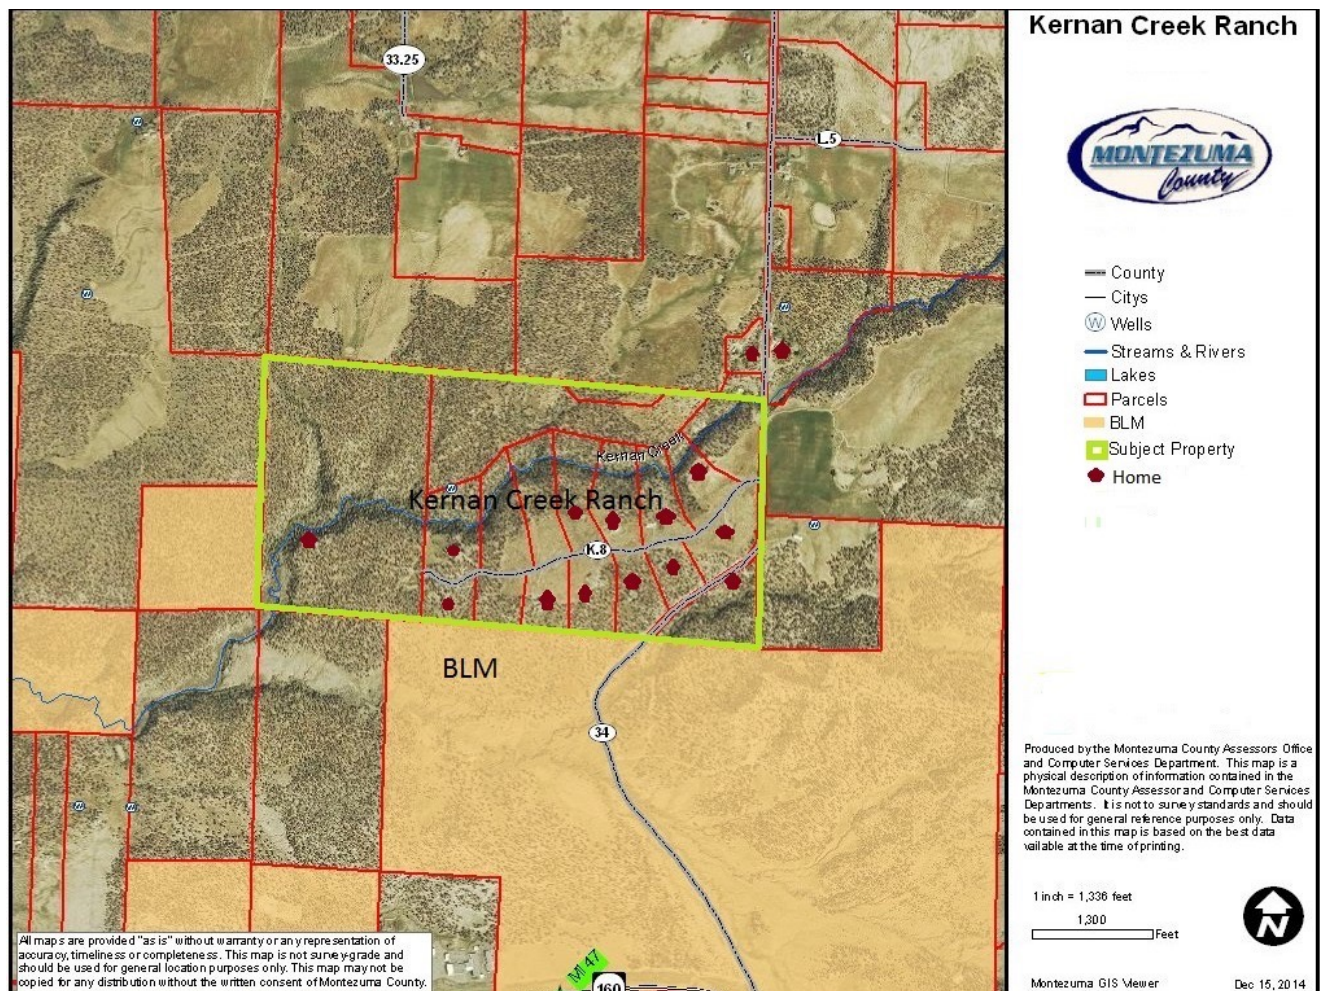 Kernan Creek Ranch
MONTEZUMA
County
County
Citys
W Wells
Streams & Rivers
Lakes
Parcels
BLM
Subject Property
Home
33.25
L.5
W
W
W
Kernan Creek
W
Kernan Creek Ranch
W
K.8
BLM
34
W
W
MI 47
160
All maps are provided "as is" without warranty or any representation of
accuracy, timeliness or completeness. This map is not survey-grade and
should be used for general location purposes only. This map may not be
copied for any distribution without the written consent of Montezuma County.
Produced by the Montezuma County Assessors Office
and Computer Services Department. This map is a
physical description of information contained in the
Montezuma County Assessor and Computer Services
Departments. It is not to survey standards and should
be used for general reference purposes only. Data
contained in this map is based on the best data
vailable at the time of printing.
1 inch = 1,336 feet
1,300
Feet
N
Montezuma GIS Viewer
Dec 15, 2014